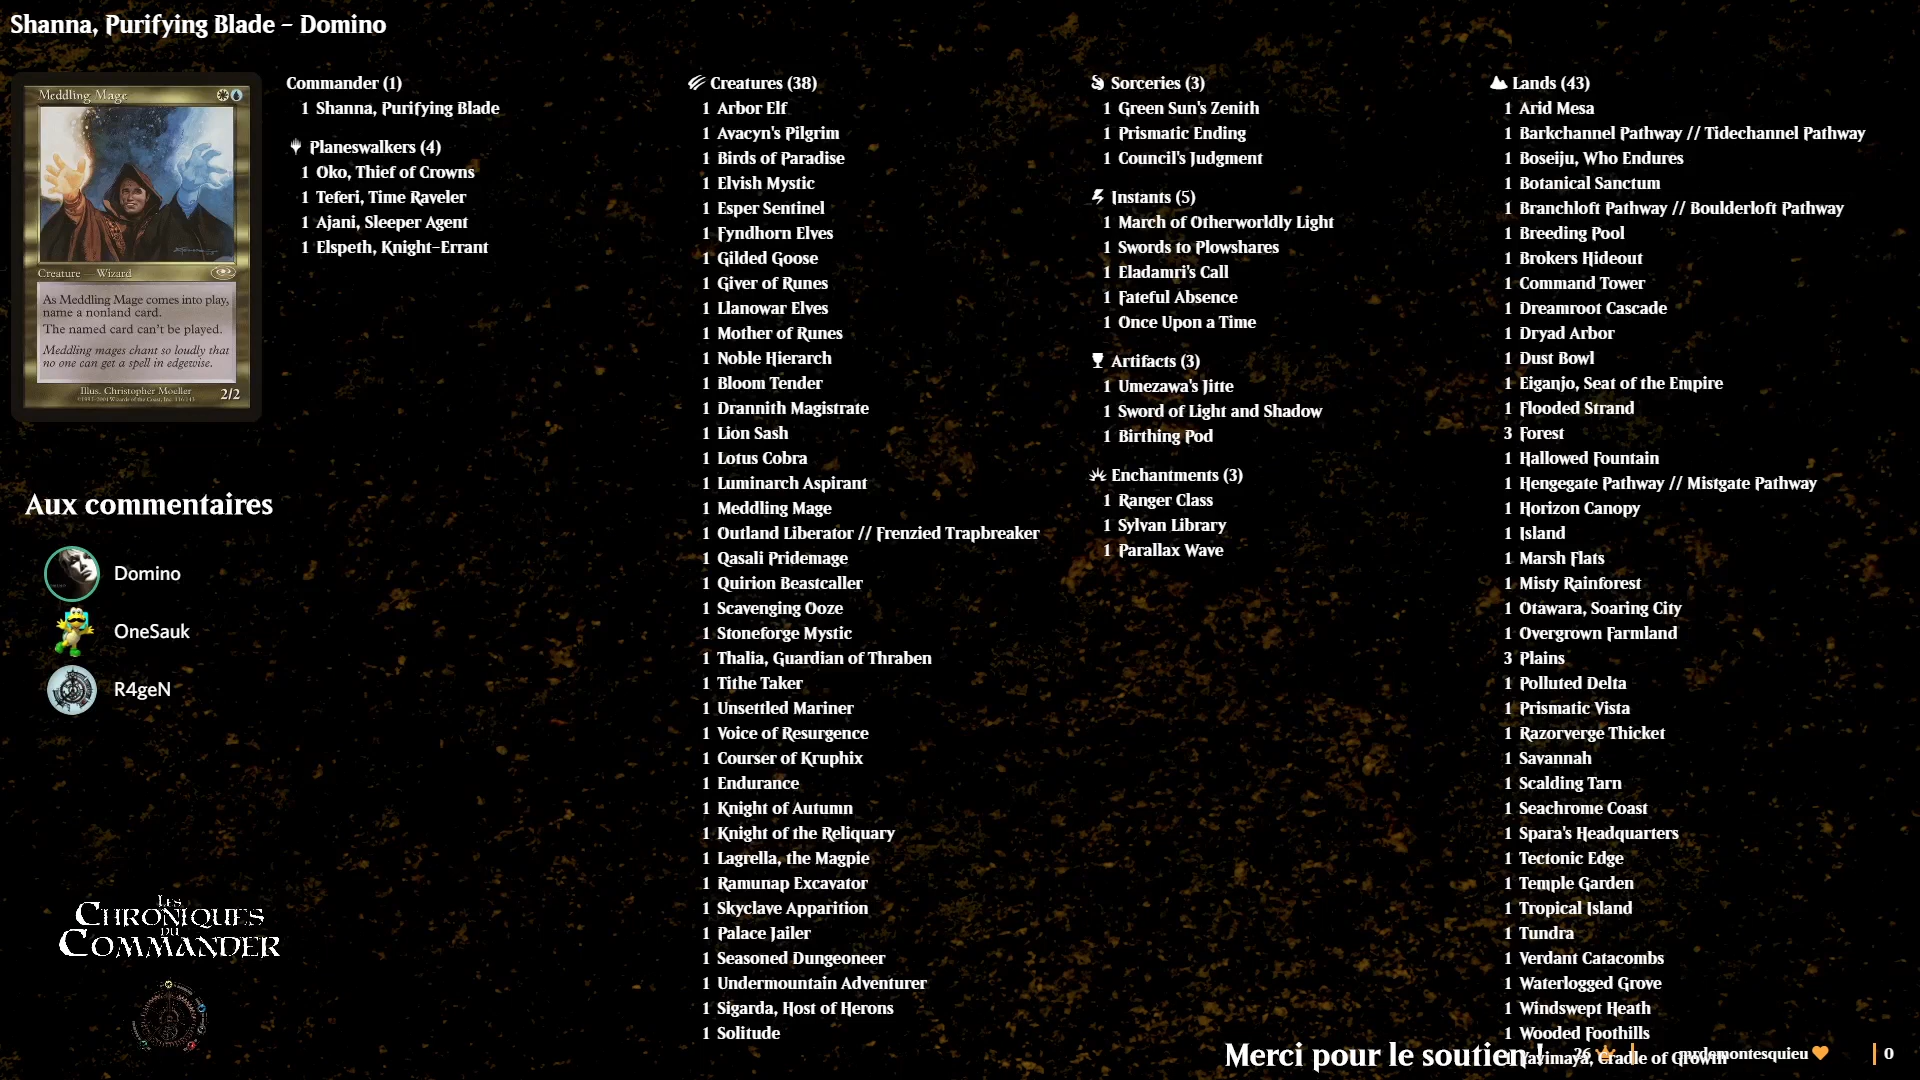 Shanna, Purifying Blade - Domino
Meddling Mage
Creature — Wizard
As Meddling Mage comes into play,
name a nonland card.
The named card can't be played.
Meddling mages chant so loudly that
no one can get a spell in edgewise.
Illus. Christopher Moeller
2/2
Aux commentaires
Domino
OneSauk
R4geN
LES
CHRONIQUES
DU
COMMANDER
Commander (1)
1 Shanna, Purifying Blade
Planeswalkers (4)
1 Oko, Thief of Crowns
1 Teferi, Time Raveler
1 Ajani, Sleeper Agent
1 Elspeth, Knight-Errant
Creatures (38)
1 Arbor Elf
1 Avacyn's Pilgrim
1 Birds of Paradise
1 Elvish Mystic
1 Esper Sentinel
1 Fyndhorn Elves
1 Gilded Goose
1 Giver of Runes
1 Llanowar Elves
1 Mother of Runes
1 Noble Hierarch
1 Bloom Tender
1 Drannith Magistrate
1 Lion Sash
1 Lotus Cobra
1 Luminarch Aspirant
1 Meddling Mage
1 Outland Liberator // Frenzied Trapbreaker
1 Qasali Pridemage
1 Quirion Beastcaller
1 Scavenging Ooze
1 Stoneforge Mystic
1 Thalia, Guardian of Thraben
1 Tithe Taker
1 Unsettled Mariner
1 Voice of Resurgence
1 Courser of Kruphix
1 Endurance
1 Knight of Autumn
1 Knight of the Reliquary
1 Lagrella, the Magpie
1 Ramunap Excavator
1 Skyclave Apparition
1 Palace Jailer
1 Seasoned Dungeoneer
1 Undermountain Adventurer
1 Sigarda, Host of Herons
1 Solitude
Sorceries (3)
1 Green Sun's Zenith
1 Prismatic Ending
1 Council's Judgment
Instants (5)
1 March of Otherworldly Light
1 Swords to Plowshares
1 Eladamri's Call
1 Fateful Absence
1 Once Upon a Time
Artifacts (3)
1 Umezawa's Jitte
1 Sword of Light and Shadow
1 Birthing Pod
Enchantments (3)
1 Ranger Class
1 Sylvan Library
1 Parallax Wave
Lands (43)
1 Arid Mesa
1 Barkchannel Pathway // Tidechannel Pathway
1 Boseiju, Who Endures
1 Botanical Sanctum
1 Branchloft Pathway // Boulderloft Pathway
1 Breeding Pool
1 Brokers Hideout
1 Command Tower
1 Dreamroot Cascade
1 Dryad Arbor
1 Dust Bowl
1 Eiganjo, Seat of the Empire
1 Flooded Strand
3 Forest
1 Hallowed Fountain
1 Hengegate Pathway // Mistgate Pathway
1 Horizon Canopy
1 Island
1 Marsh Flats
1 Misty Rainforest
1 Otawara, Soaring City
1 Overgrown Farmland
3 Plains
1 Polluted Delta
1 Prismatic Vista
1 Razorverge Thicket
1 Savannah
1 Scalding Tarn
1 Seachrome Coast
1 Spara's Headquarters
1 Tectonic Edge
1 Temple Garden
1 Tropical Island
1 Tundra
1 Verdant Catacombs
1 Waterlogged Grove
1 Windswept Heath
1 Wooded Foothills
Yavimaya, Cradle of Growth
Merci pour le soutien !
26
0